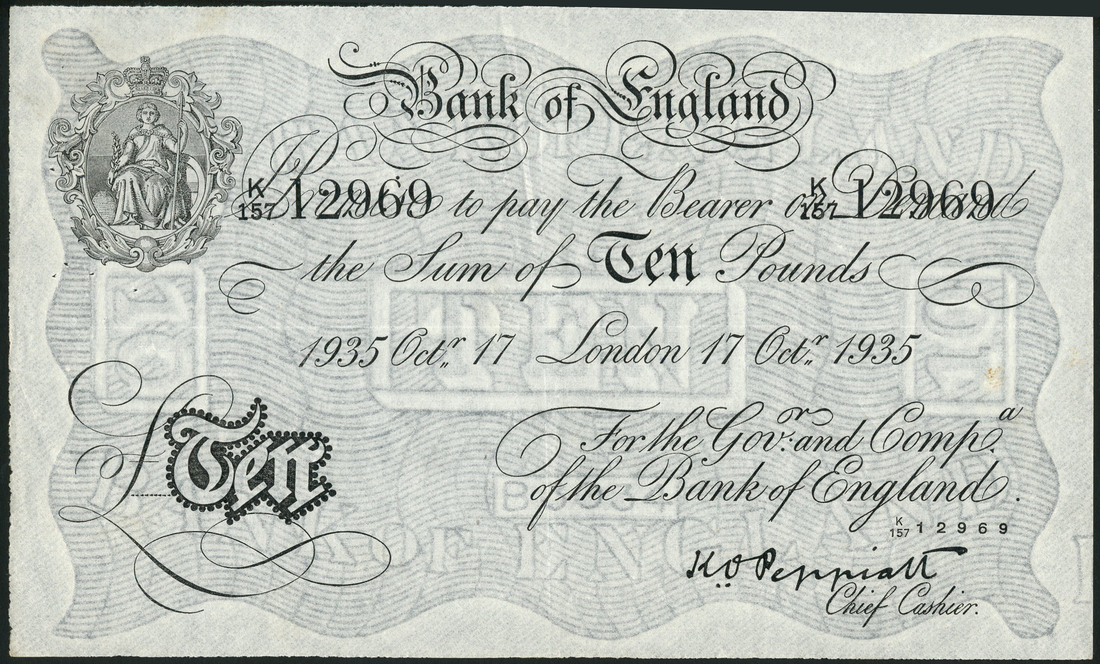 Bank of England
K/157 12969 to pay the Bearer on Demand K/157 12969
the Sum of Ten Pounds
1935 Octr. 17 London 17 Octr. 1935
For the Govr. and Compa.
of the Bank of England.
£ Ten
K/157 12969
K.O. Peppiatt
Chief Cashier.